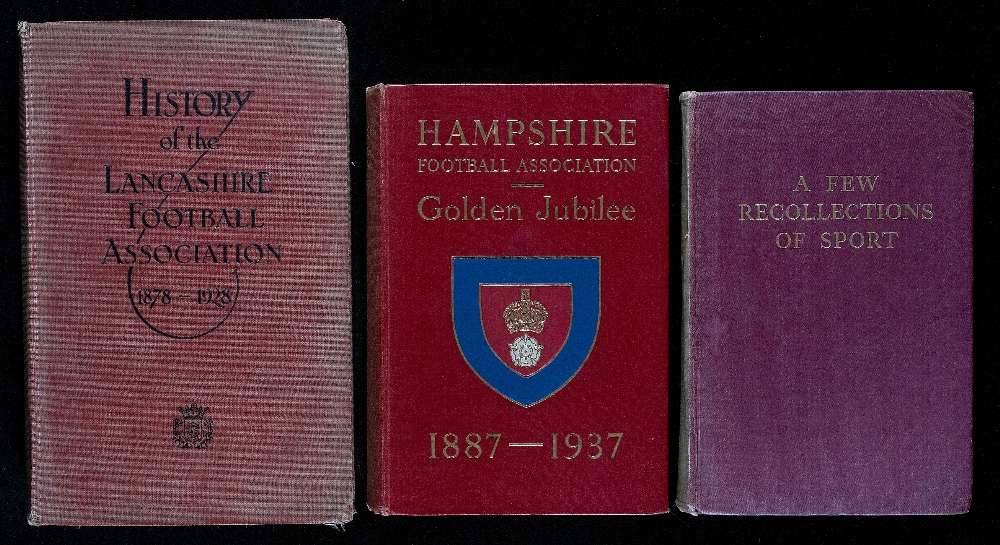 HISTORY
of the
LANCASHIRE
FOOTBALL
ASSOCIATION
1878-1928
HAMPSHIRE
FOOTBALL ASSOCIATION
Golden Jubilee
1887-1937
A FEW
RECOLLECTIONS
OF SPORT